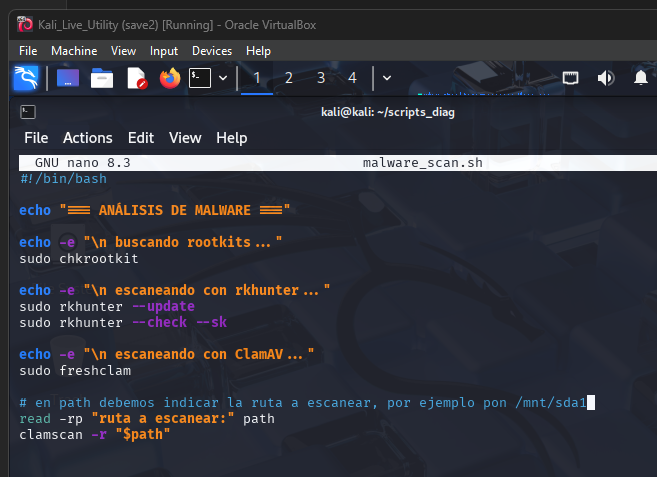 Kali_Live_Utility (save2) [Running] - Oracle VirtualBox
File Machine View Input Devices Help
1 2 3 4
kali@kali: ~/scripts_diag
File Actions Edit View Help
GNU nano 8.3 malware_scan.sh
#!/bin/bash
echo "=== ANÁLISIS DE MALWARE ==="
echo -e "\n buscando rootkits..."
sudo chkrootkit
echo -e "\n escaneando con rkhunter..."
sudo rkhunter --update
sudo rkhunter --check --sk
echo -e "\n escaneando con ClamAV..."
sudo freshclam
# en path debemos indicar la ruta a escanear, por ejemplo pon /mnt/sda1
read -rp "ruta a escanear:" path
clamscan -r "$path"